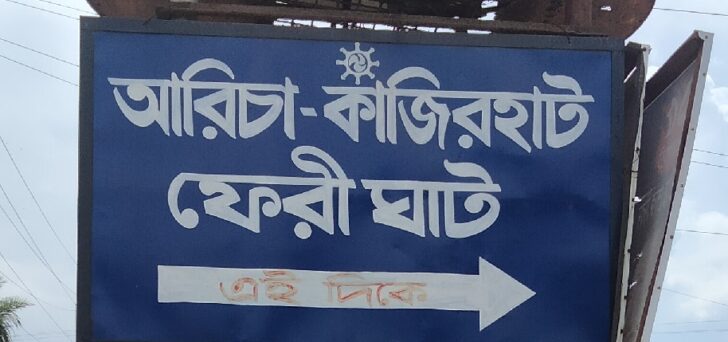 আরিচা-কাজিরহাট
ফেরী ঘাট
এই দিকে